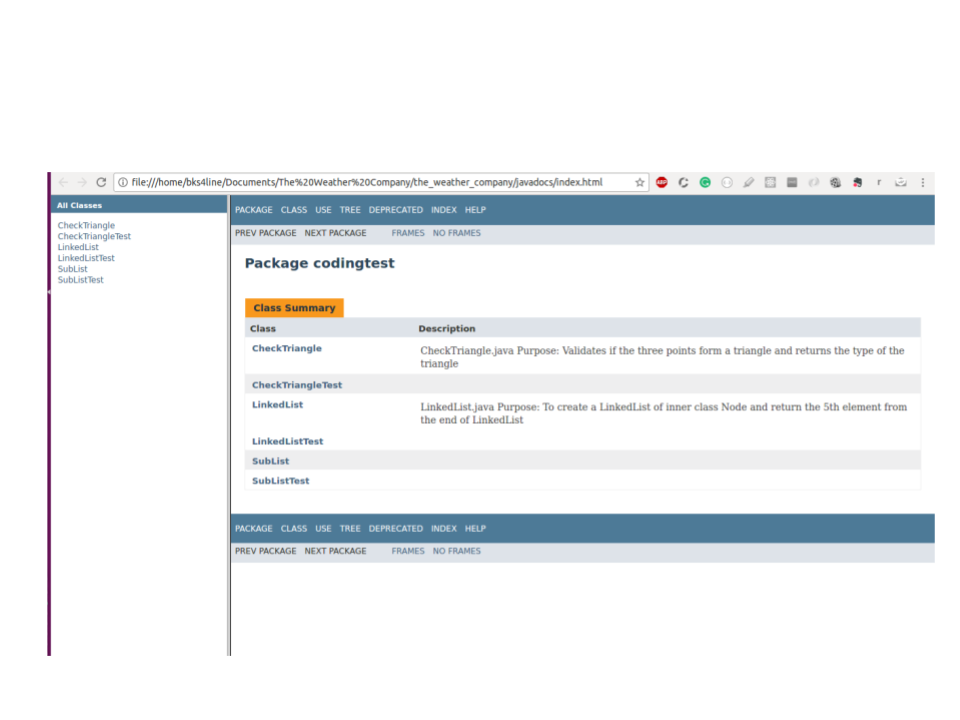 file:///home/bks4line/Documents/The%20Weather%20Company/the_weather_company/javadocs/index.html
ABP
r
All Classes
CheckTriangle
CheckTriangleTest
LinkedList
LinkedListTest
SubList
SubListTest
PACKAGE CLASS USE TREE DEPRECATED INDEX HELP
PREV PACKAGE NEXT PACKAGE FRAMES NO FRAMES
Package codingtest
Class Summary
Class Description
CheckTriangle CheckTriangle.java Purpose: Validates if the three points form a triangle and returns the type of the
triangle
CheckTriangleTest
LinkedList LinkedList.java Purpose: To create a LinkedList of inner class Node and return the 5th element from
the end of LinkedList
LinkedListTest
SubList
SubListTest
PACKAGE CLASS USE TREE DEPRECATED INDEX HELP
PREV PACKAGE NEXT PACKAGE FRAMES NO FRAMES